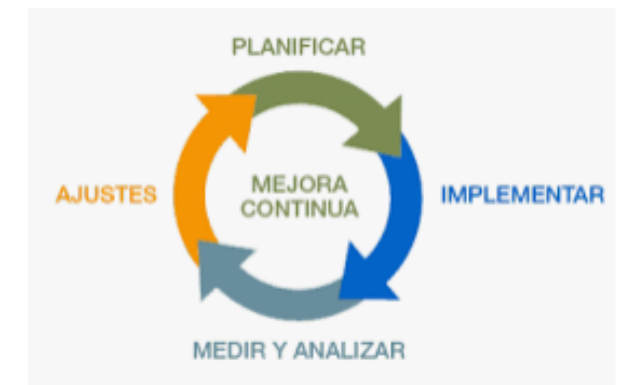 PLANIFICAR
AJUSTES
MEJORA
CONTINUA
IMPLEMENTAR
MEDIR Y ANALIZAR